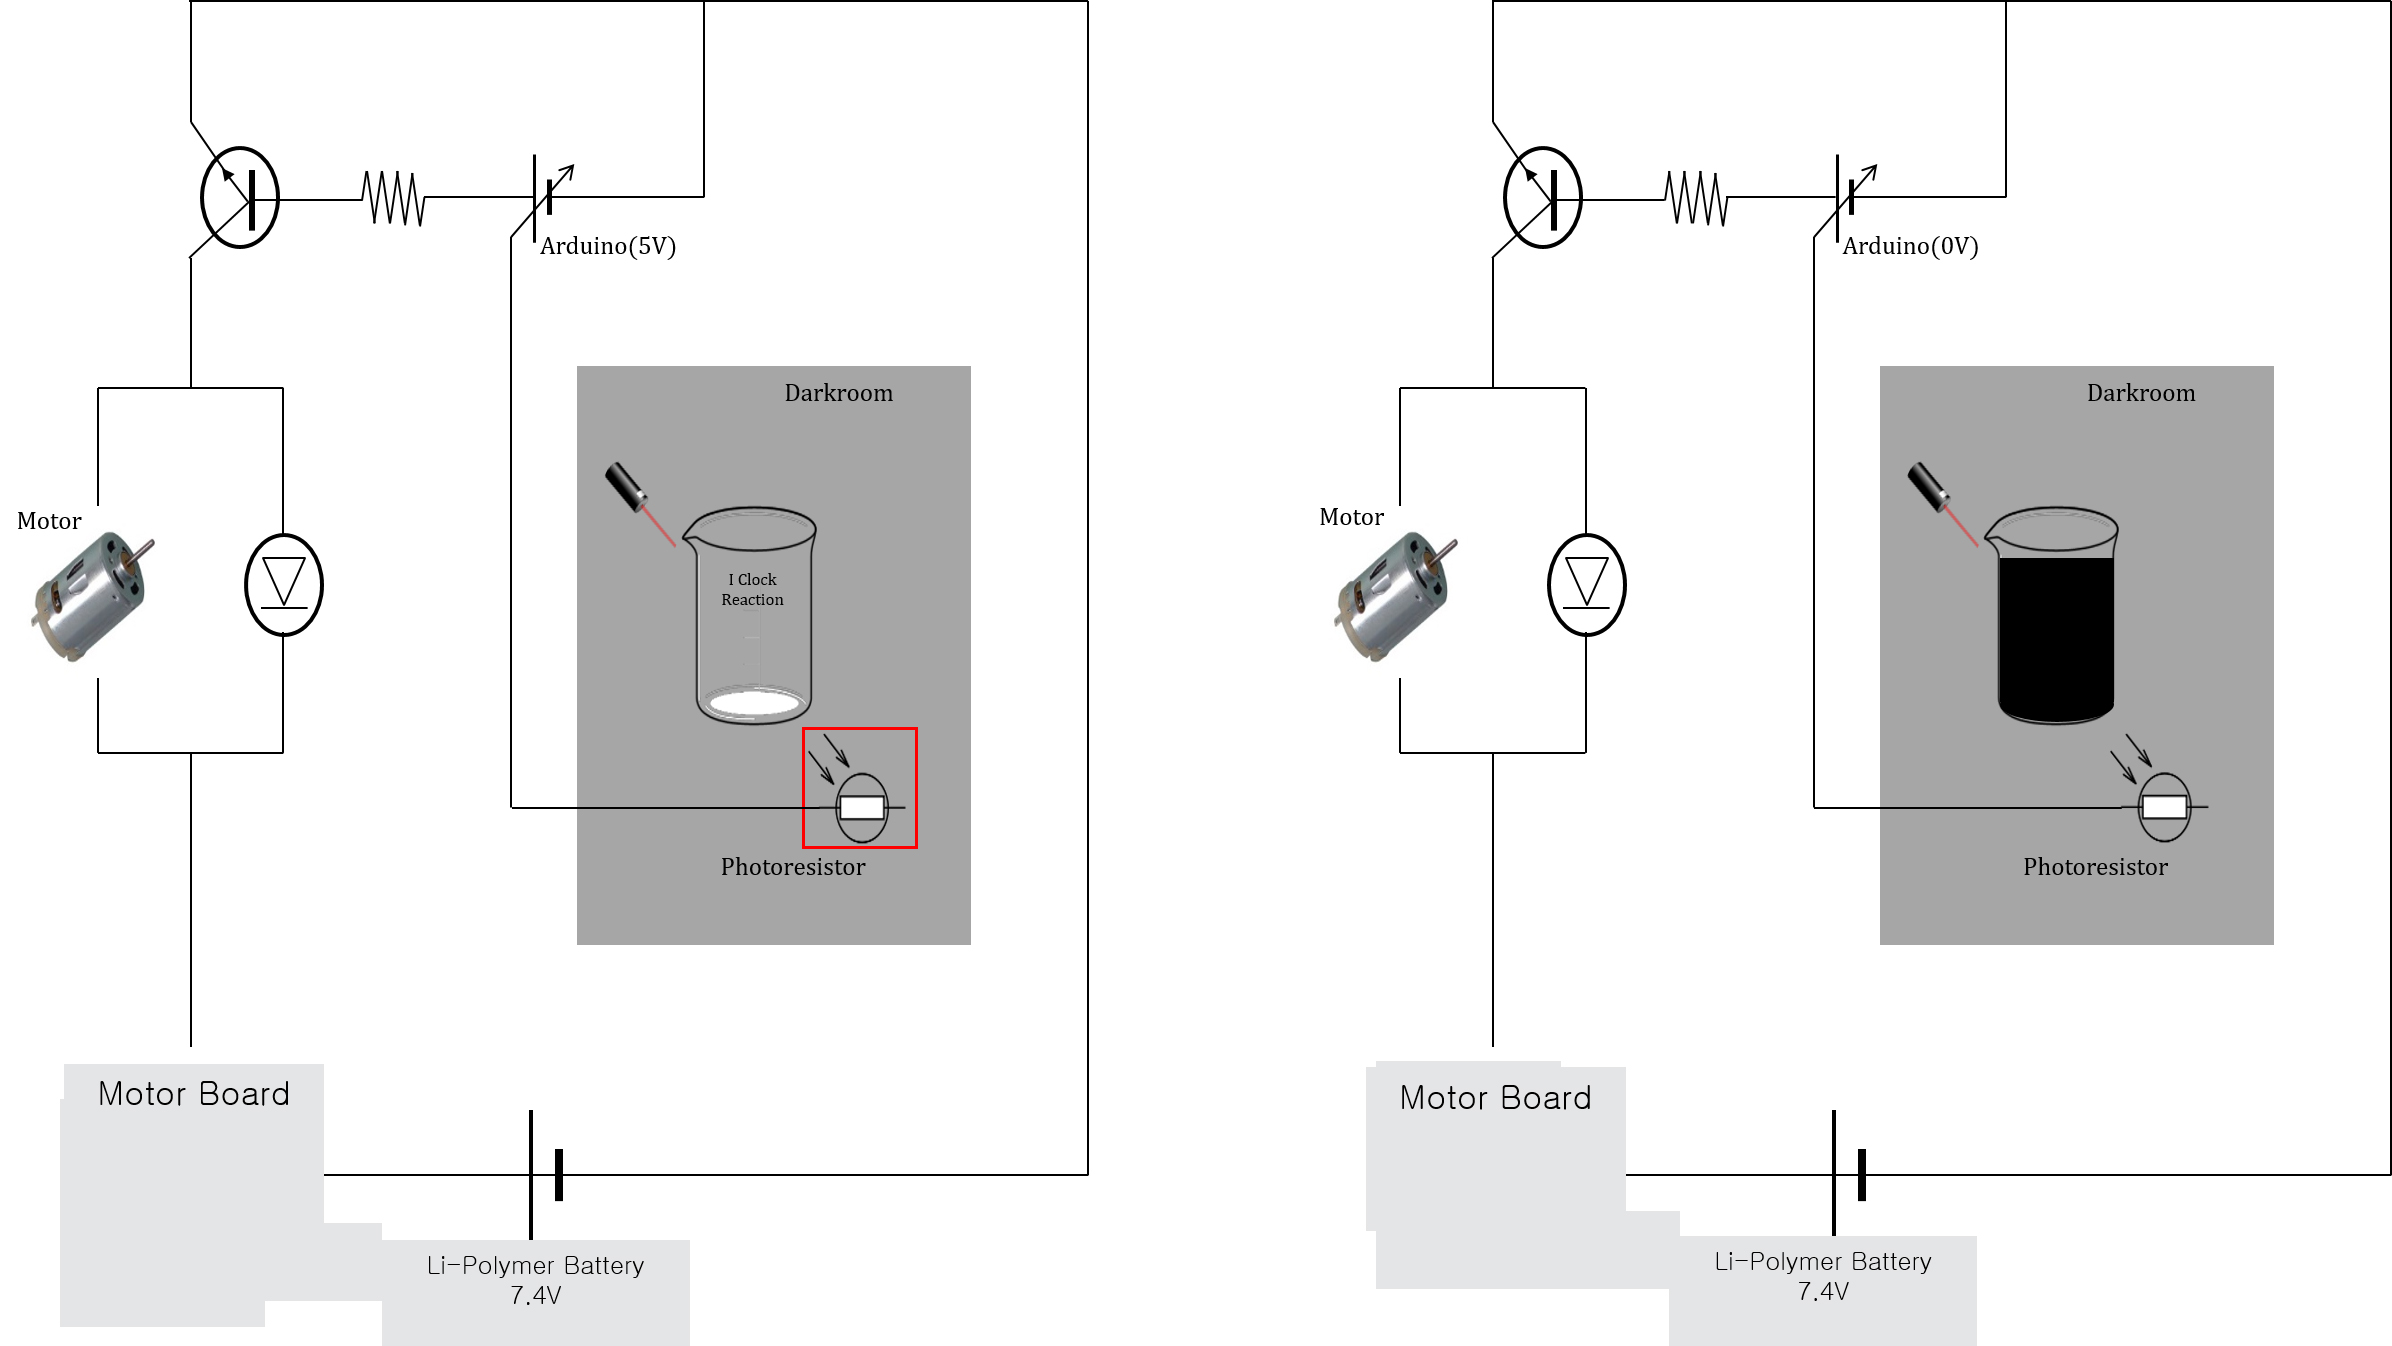 Arduino(5V)
Darkroom
Motor
I Clock
Reaction
Photoresistor
Motor Board
Li-Polymer Battery
7.4V
Arduino(0V)
Darkroom
Motor
Photoresistor
Motor Board
Li-Polymer Battery
7.4V